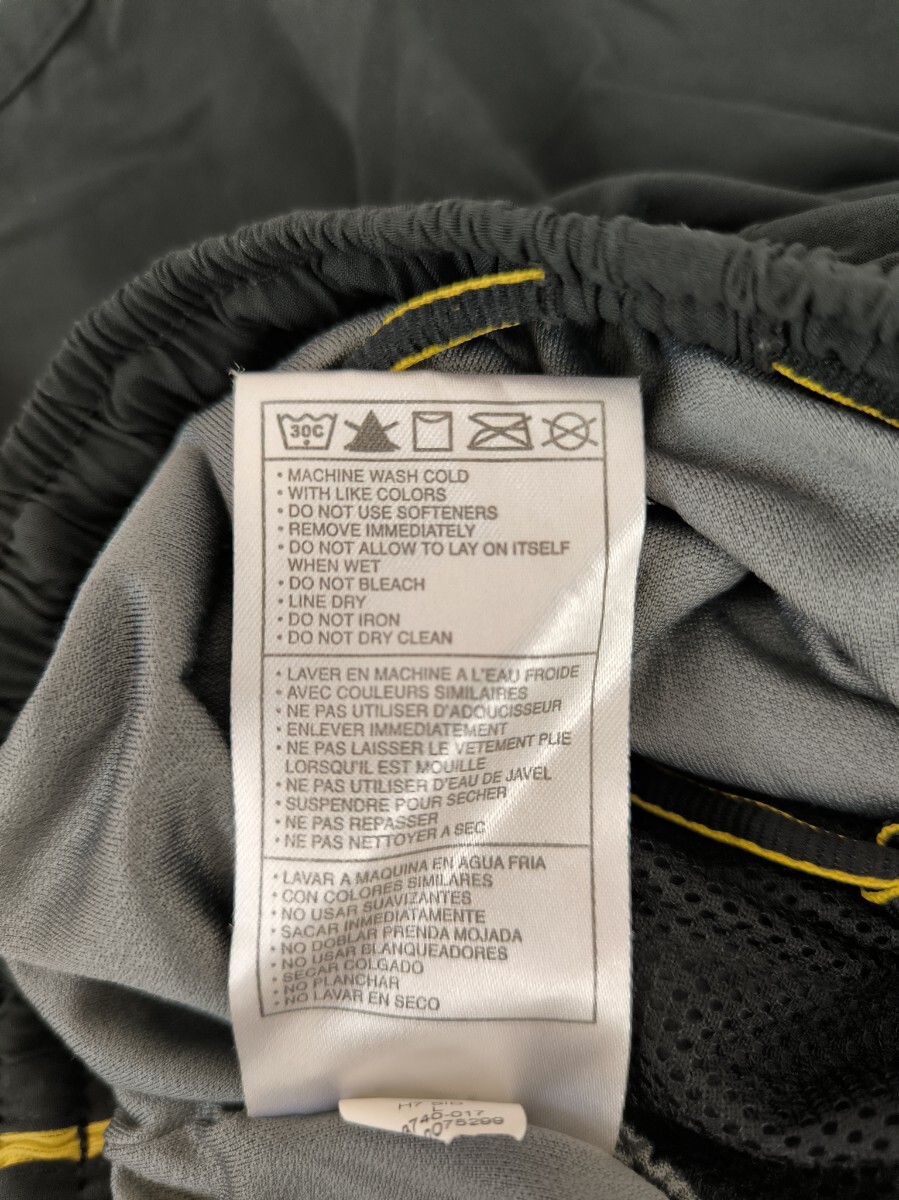 30C
• MACHINE WASH COLD
• WITH LIKE COLORS
• DO NOT USE SOFTENERS
• REMOVE IMMEDIATELY
• DO NOT ALLOW TO LAY ON ITSELF
WHEN WET
• DO NOT BLEACH
• LINE DRY
• DO NOT IRON
• DO NOT DRY CLEAN
• LAVER EN MACHINE A L'EAU FROIDE
• AVEC COULEURS SIMILAIRES
• NE PAS UTILISER D'ADOUCISSEUR
• ENLEVER IMMEDIATEMENT
• NE PAS LAISSER LE VETEMENT PLIE
LORSQU'IL EST MOUILLE
• NE PAS UTILISER D'EAU DE JAVEL
• SUSPENDRE POUR SECHER
• NE PAS REPASSER
• NE PAS NETTOYER A SEC
• LAVAR A MAQUINA EN AGUA FRIA
• CON COLORES SIMILARES
• NO USAR SUAVIZANTES
• SACAR INMEDIATAMENTE
• NO DOBLAR PRENDA MOJADA
• NO USAR BLANQUEADORES
• SECAR COLGADO
• NO PLANCHAR
• NO LAVAR EN SECO
H7
L
740-017
075299